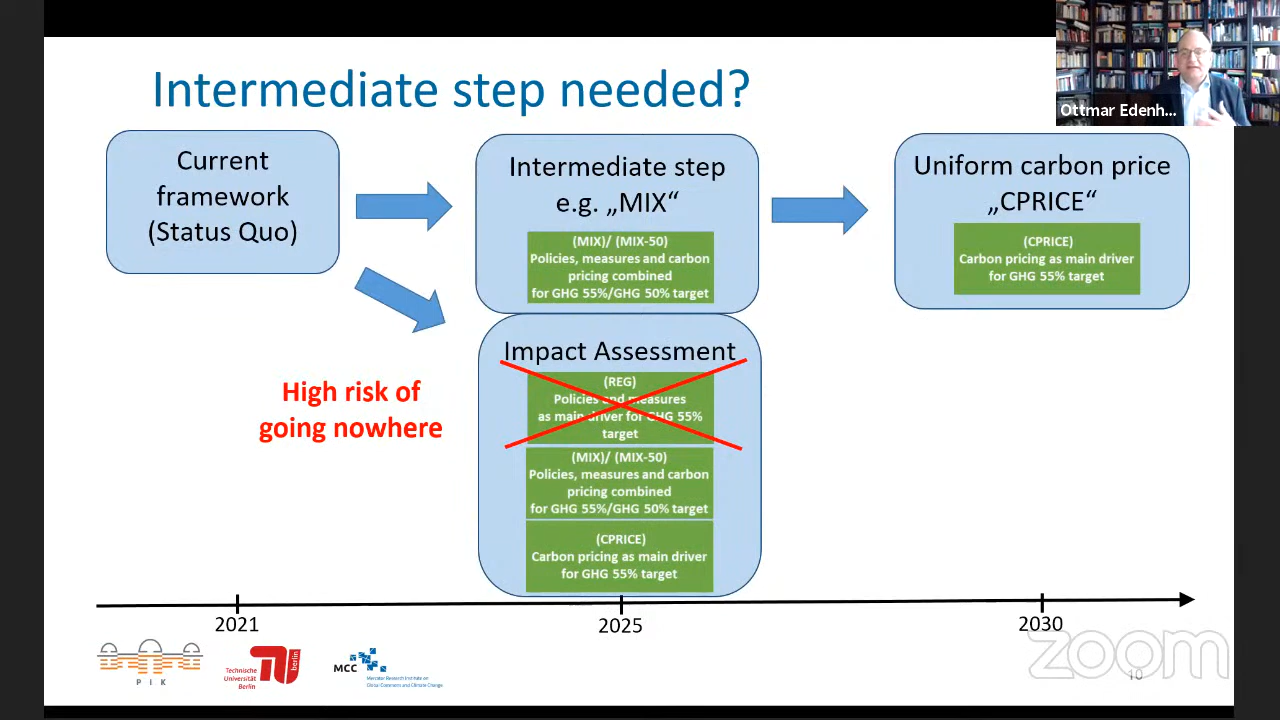 Intermediate step needed?
Ottmar Edenh...
Current
framework
(Status Quo)
Intermediate step
e.g. „MIX“
(MIX)/ (MIX-50)
Policies, measures and carbon
pricing combined
for GHG 55%/GHG 50% target
Uniform carbon price
„CPRICE“
(CPRICE)
Carbon pricing as main driver
for GHG 55% target
High risk of
going nowhere
Impact Assessment
(REG)
Policies and measures
as main driver for GHG 55%
target
(MIX)/ (MIX-50)
Policies, measures and carbon
pricing combined
for GHG 55%/GHG 50% target
(CPRICE)
Carbon pricing as main driver
for GHG 55% target
2021
2025
2030
P I K
Technische
Universität
Berlin
berlin
MCC
Mercator Research Institute on
Global Commons and Climate Change
zoom
10